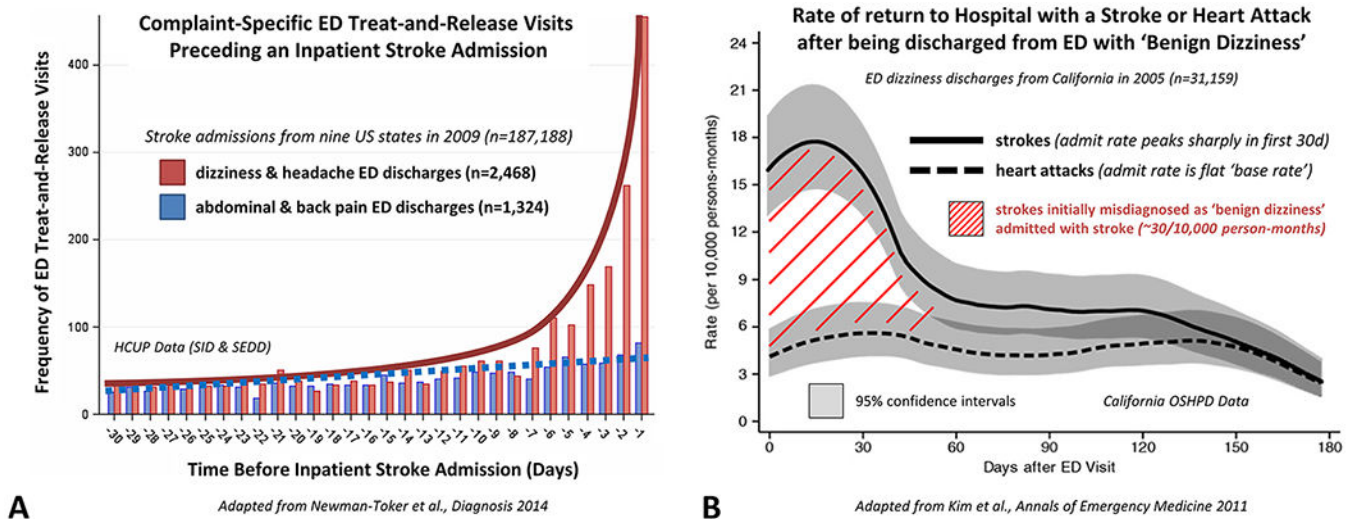 Complaint-Specific ED Treat-and-Release Visits
Preceding an Inpatient Stroke Admission
Frequency of ED Treat-and-Release Visits
400
300
200
100
0
Stroke admissions from nine US states in 2009 (n=187,188)
dizziness & headache ED discharges (n=2,468)
abdominal & back pain ED discharges (n=1,324)
HCUP Data (SID & SEDD)
-30 -29 -28 -27 -26 -25 -24 -23 -22 -21 -20 -19 -18 -17 -16 -15 -14 -13 -12 -11 -10 -9 -8 -7 -6 -5 -4 -3 -2 -1
Time Before Inpatient Stroke Admission (Days)
A
Adapted from Newman-Toker et al., Diagnosis 2014
Rate of return to Hospital with a Stroke or Heart Attack
after being discharged from ED with ‘Benign Dizziness’
Rate (per 10,000 persons-months)
24
21
18
15
12
9
6
3
0
ED dizziness discharges from California in 2005 (n=31,159)
strokes (admit rate peaks sharply in first 30d)
heart attacks (admit rate is flat ‘base rate’)
strokes initially misdiagnosed as ‘benign dizziness’
admitted with stroke (~30/10,000 person-months)
95% confidence intervals
California OSHPD Data
0 30 60 90 120 150 180
Days after ED Visit
B
Adapted from Kim et al., Annals of Emergency Medicine 2011